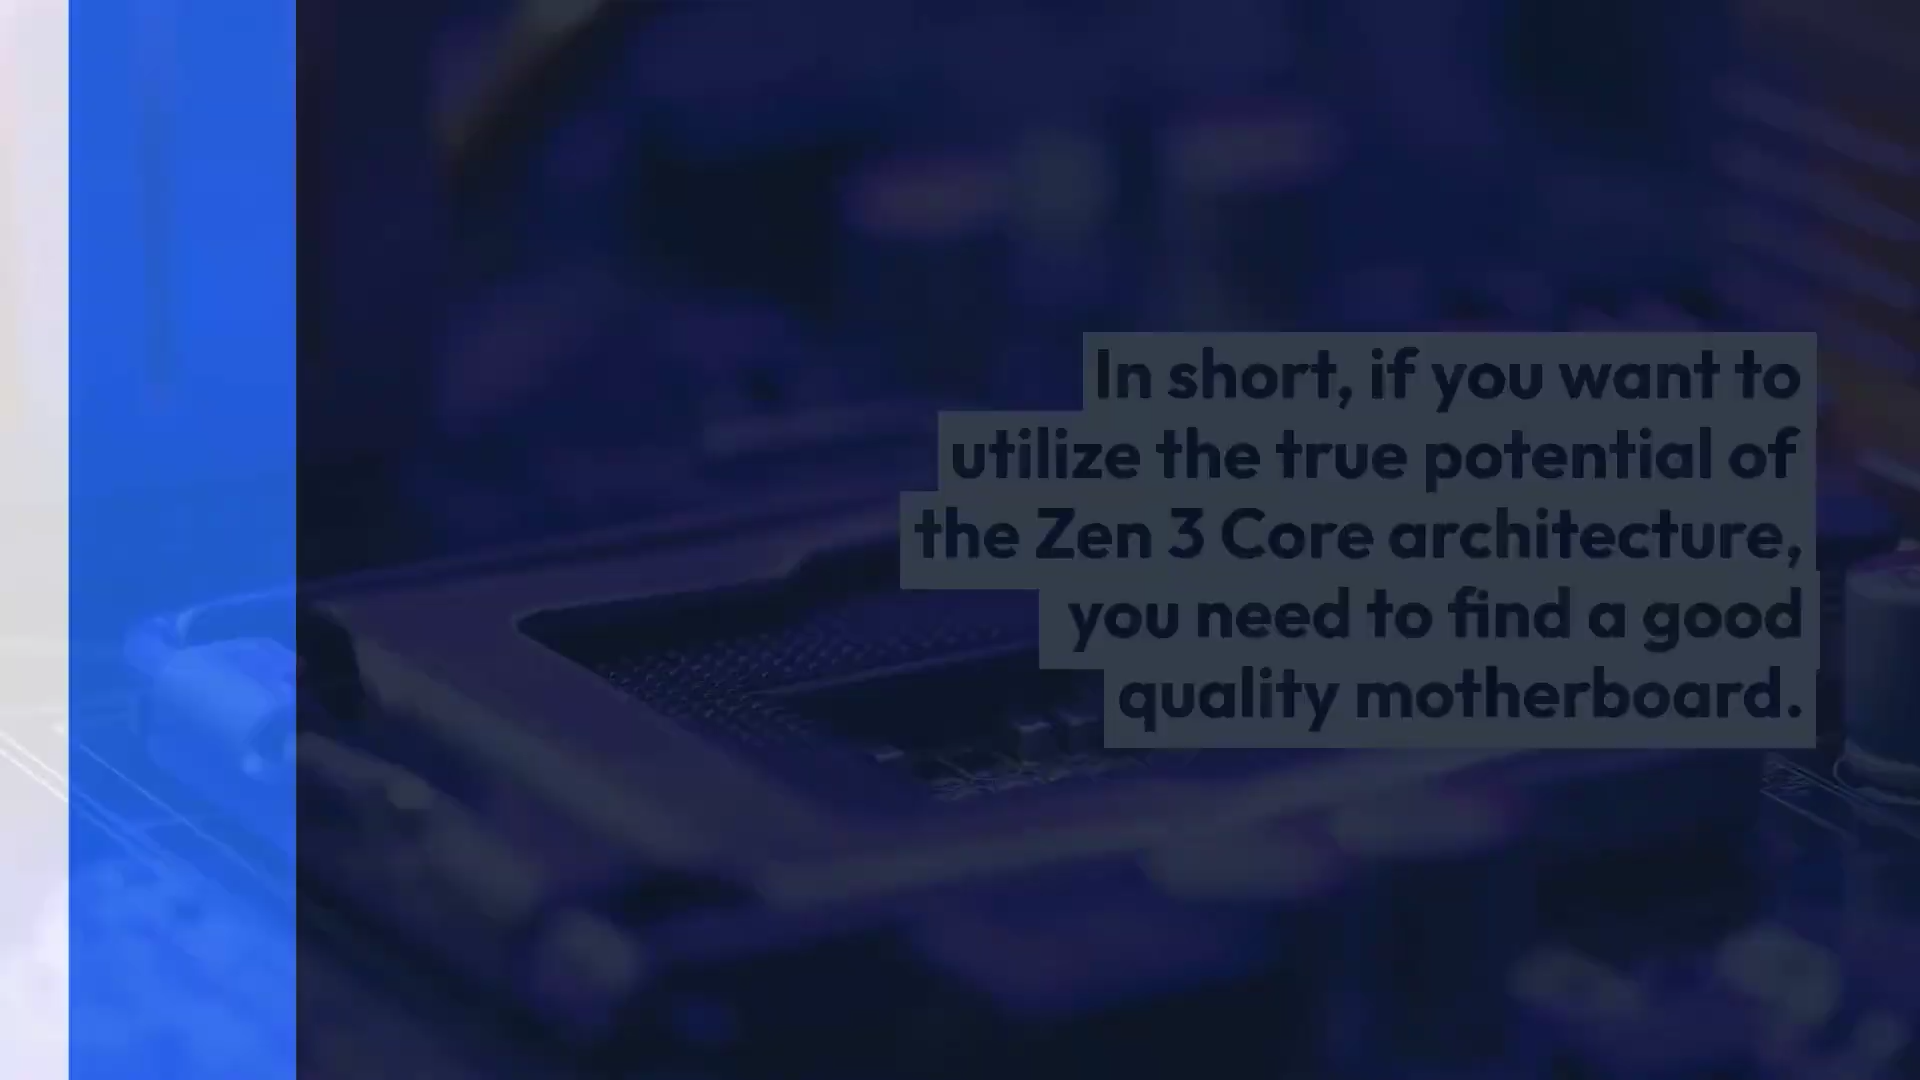 In short, if you want to
utilize the true potential of
the Zen 3 Core architecture,
you need to find a good
quality motherboard.